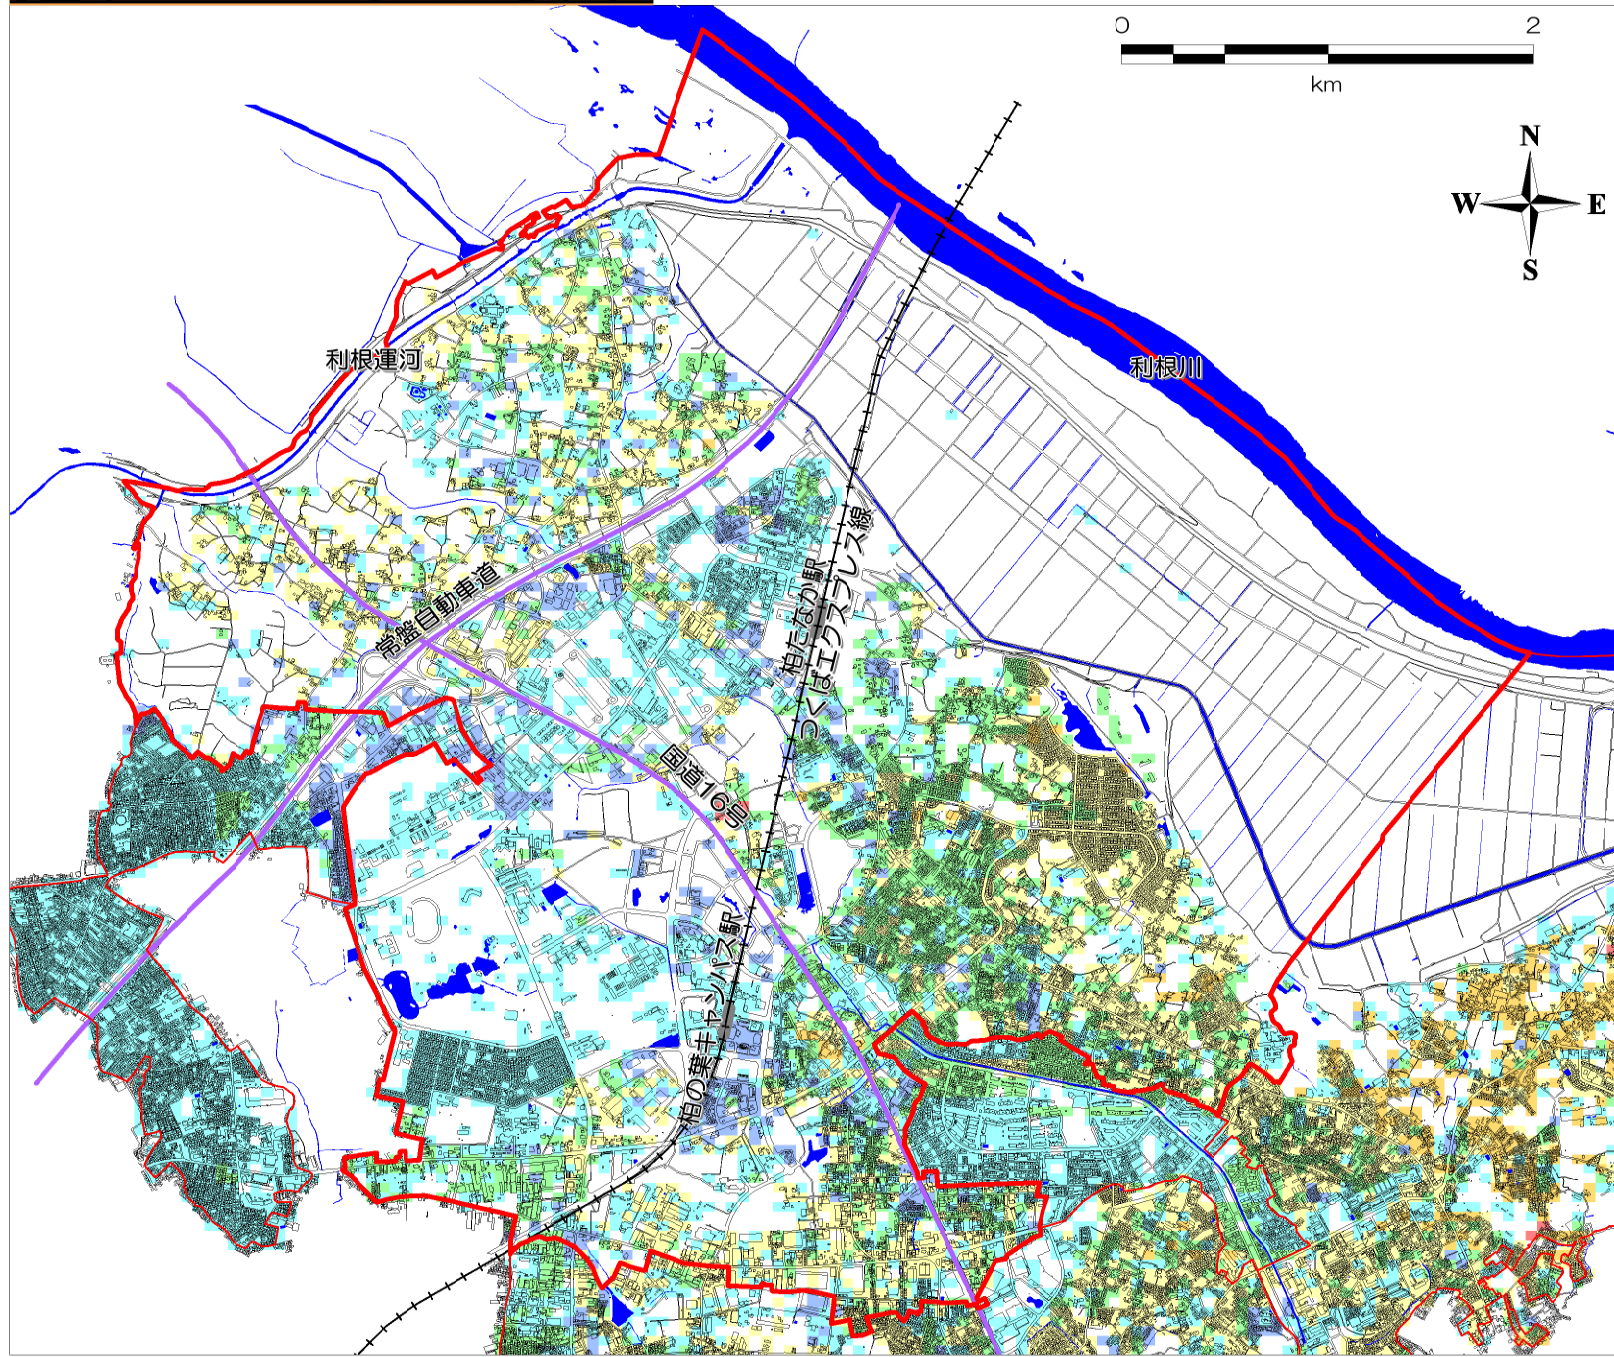 0 2
km
N
W E
S
利根運河
利根川
常磐自動車道
柏たなか駅
つくばエクスプレス線
国道16号
柏の葉キャンパス駅